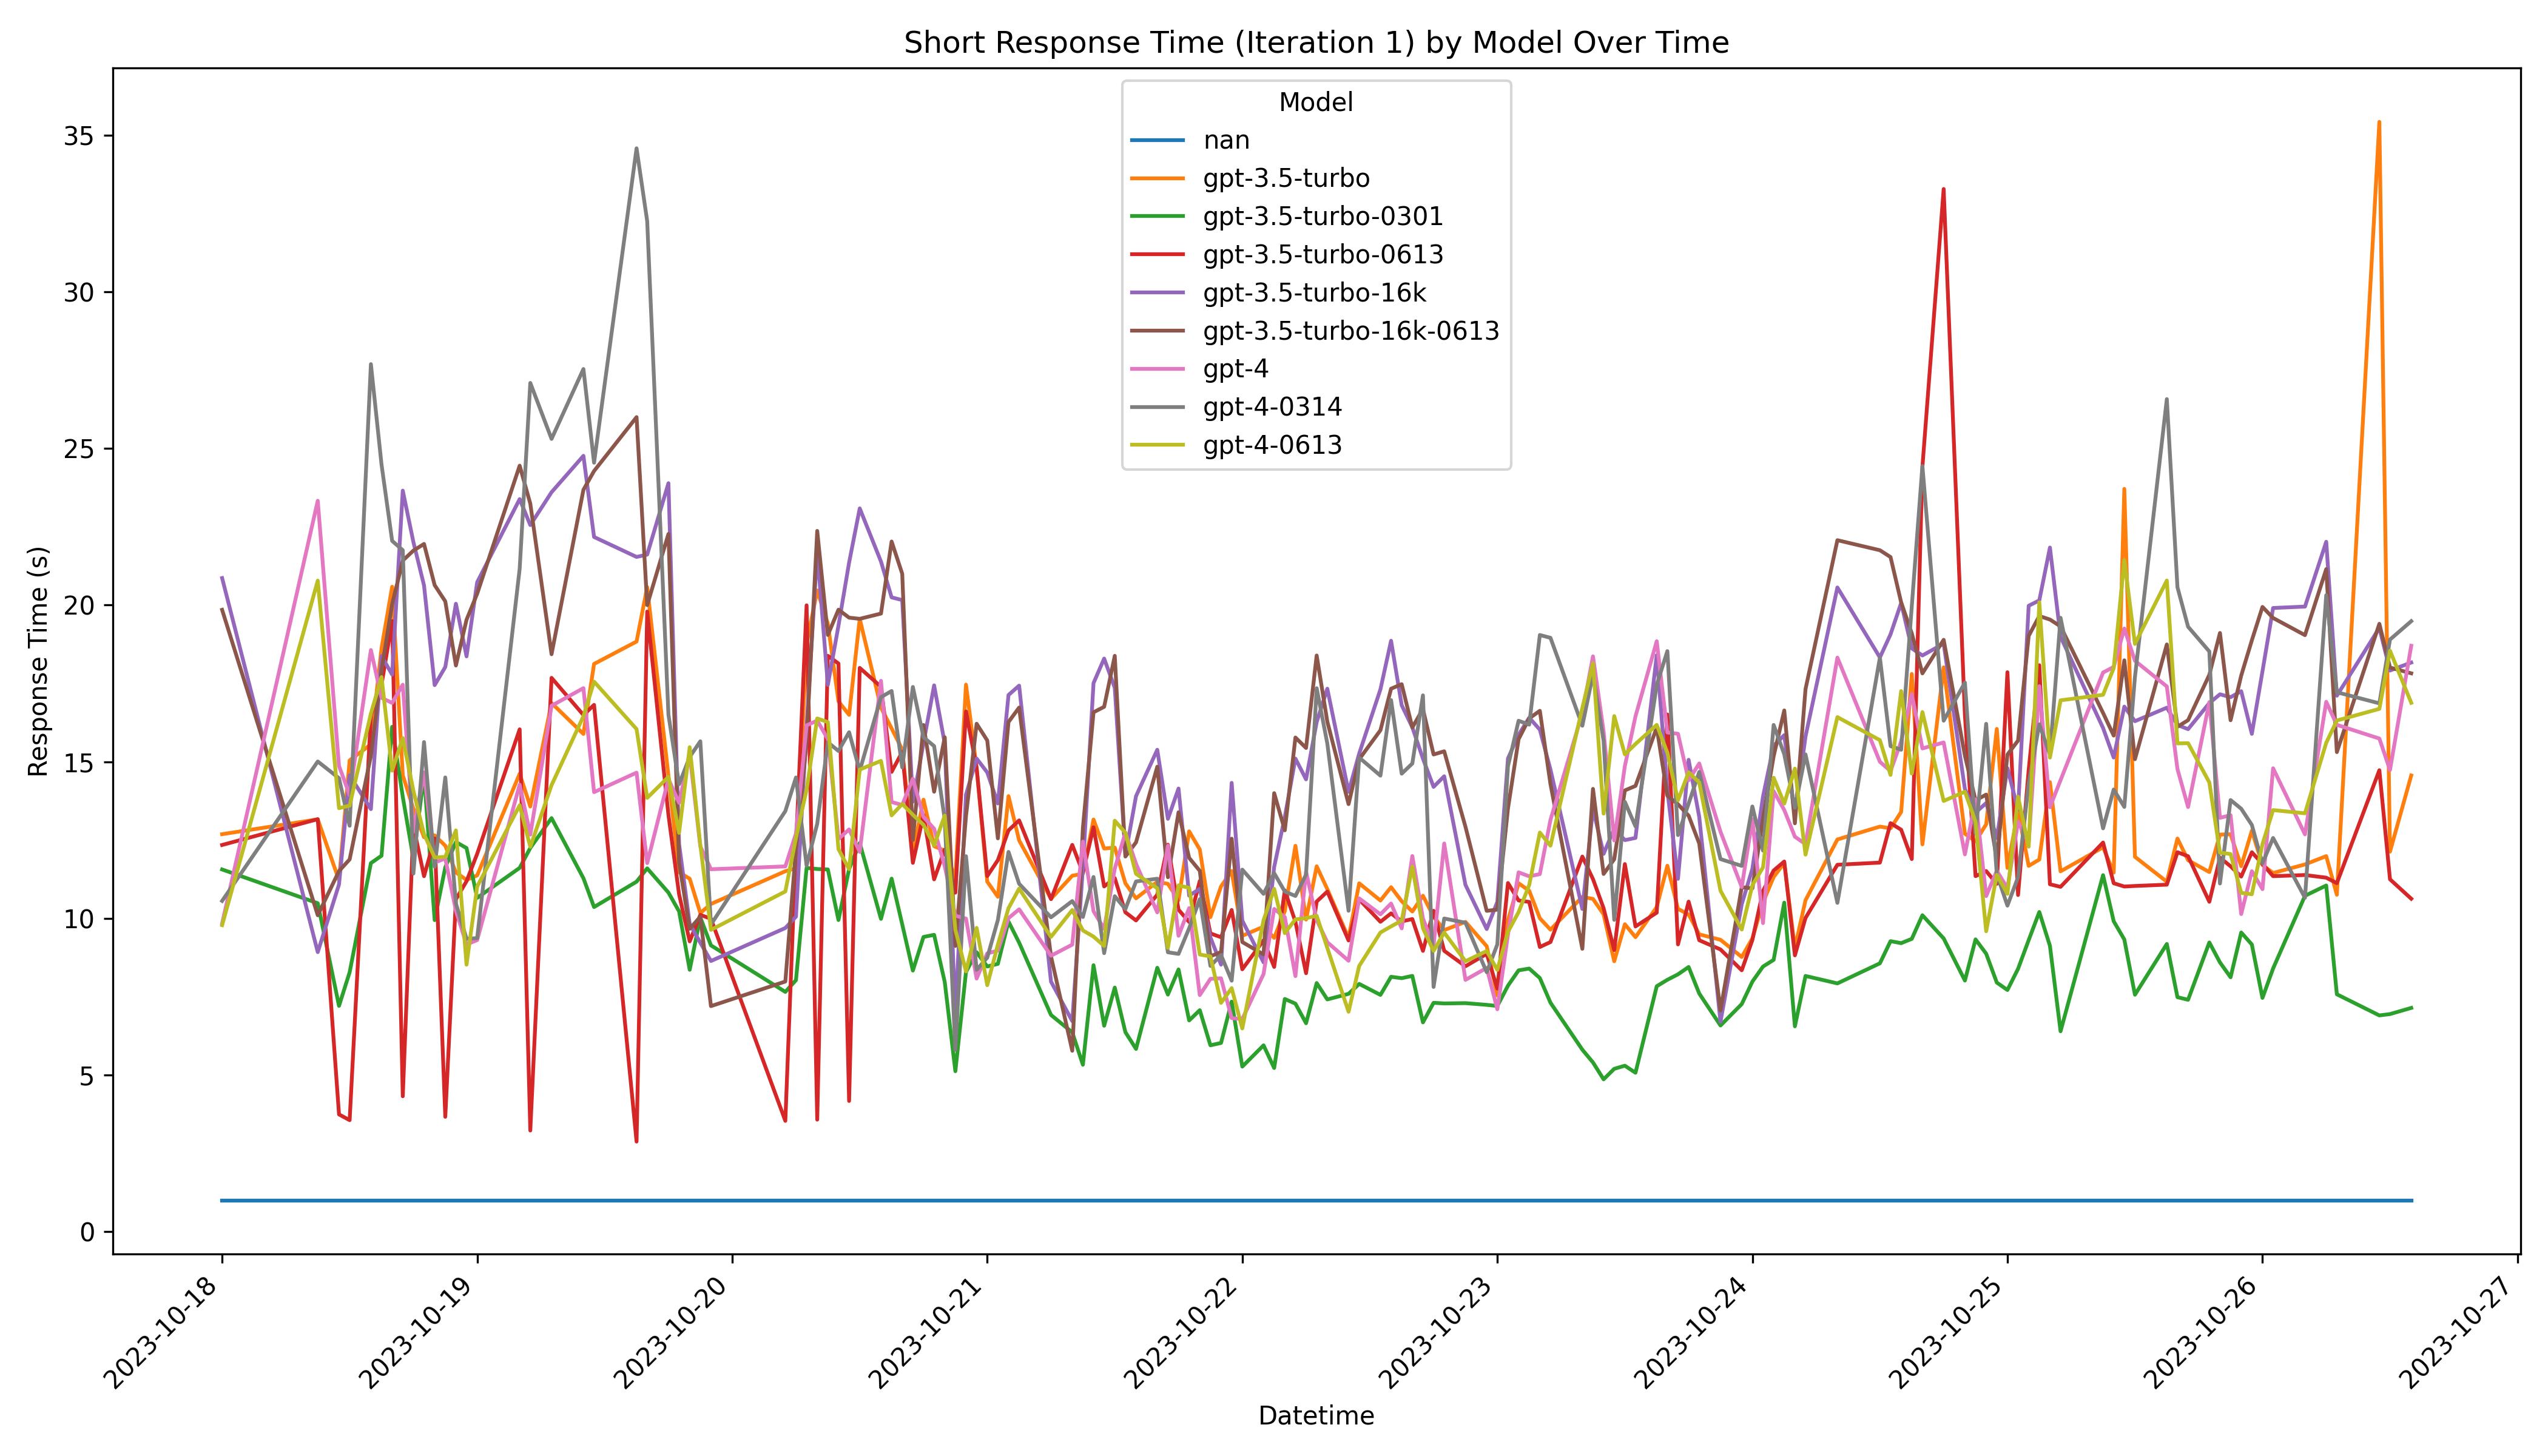 Short Response Time (Iteration 1) by Model Over Time
Model
nan
gpt-3.5-turbo
gpt-3.5-turbo-0301
gpt-3.5-turbo-0613
gpt-3.5-turbo-16k
gpt-3.5-turbo-16k-0613
gpt-4
gpt-4-0314
gpt-4-0613
Response Time (s)
35
30
25
20
15
10
5
0
2023-10-18
2023-10-19
2023-10-20
2023-10-21
2023-10-22
2023-10-23
2023-10-24
2023-10-25
2023-10-26
2023-10-27
Datetime